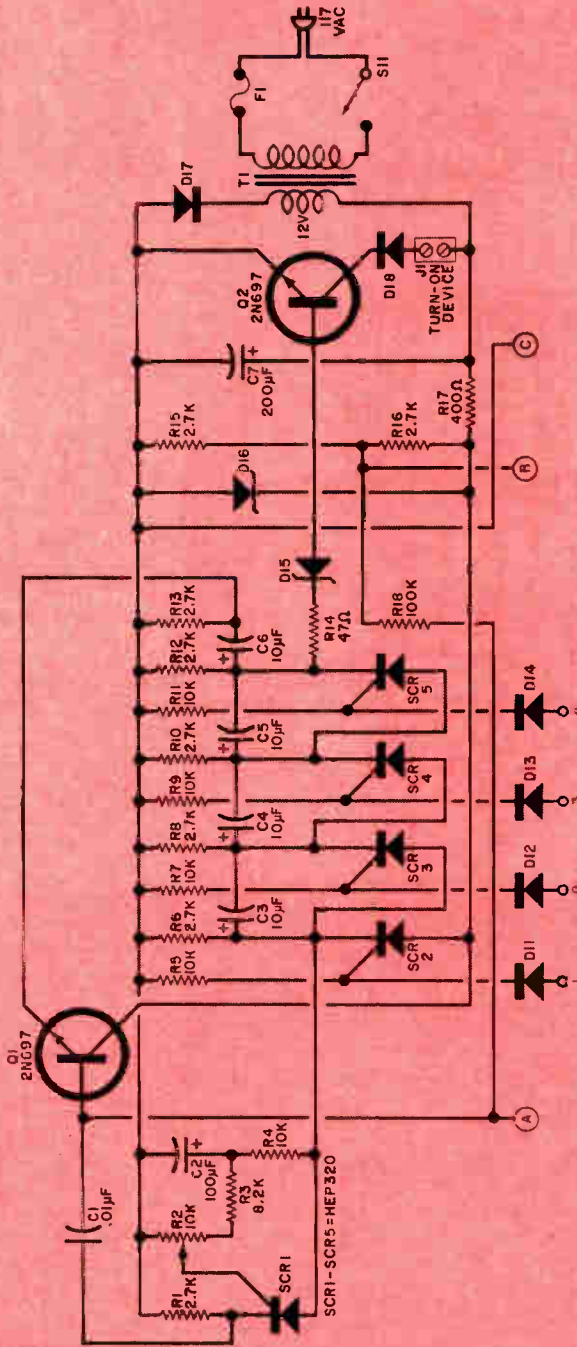 C1
.01µF
R1
2.7K
R2
10K
C2
100µF
+
R3
8.2K
R4
10K
SCR1
SCR1-SCR5=HEP320
Q1
2N697
R5
10K
R6
2.7K
R7
10K
R8
2.7K
R9
10K
R10
2.7K
R11
10K
R12
2.7K
R13
2.7K
+
C3
10µF
+
C4
10µF
+
C5
10µF
+
C6
10µF
SCR
2
SCR
3
SCR
4
SCR
5
R14
47Ω
D15
D16
R15
2.7K
R16
2.7K
R18
100K
C7
200µF
+
R17
400Ω
Q2
2N697
D17
D18
J1
TURN-ON
DEVICE
12V
T1
F1
S11
117
VAC
D11
D12
D13
D14
A
B
C